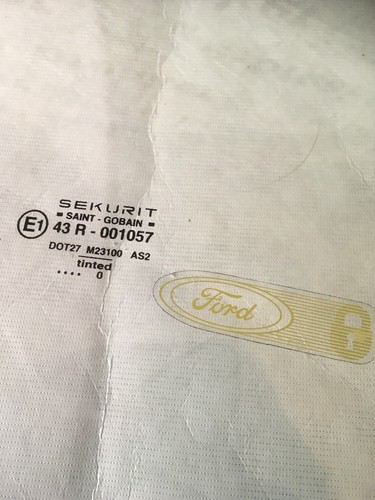 SEKURIT
SAINT-GOBAIN
E1 43 R - 001057
DOT27 M23100 AS2
tinted
.... 0
Ford